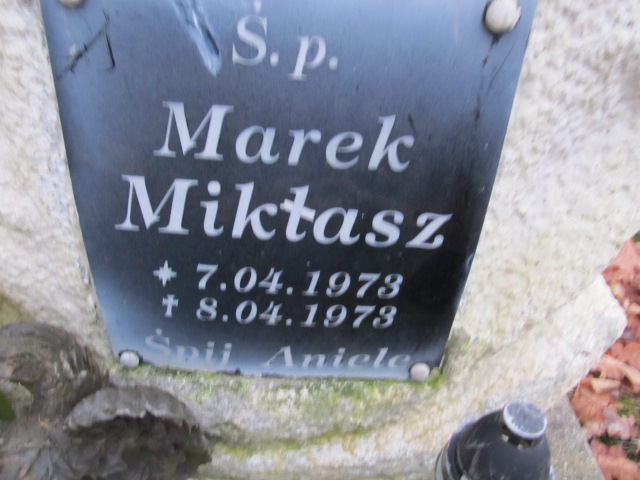 Ś.p.
Marek
Mikłasz
* 7.04.1973
† 8.04.1973
Śpij Aniele